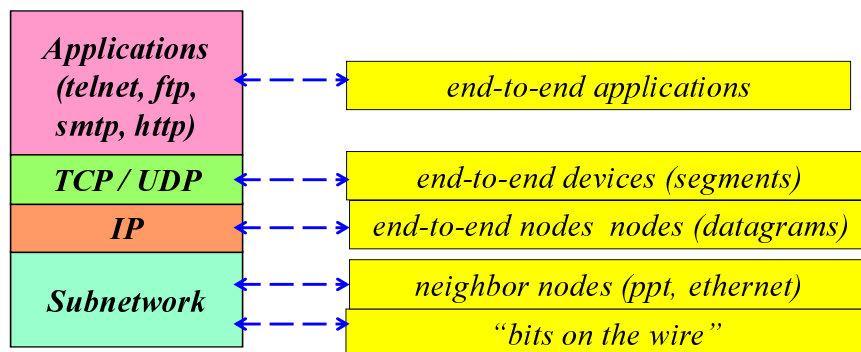 Applications
(telnet, ftp,
smtp, http)
end-to-end applications
TCP / UDP
end-to-end devices (segments)
IP
end-to-end nodes nodes (datagrams)
Subnetwork
neighbor nodes (ppt, ethernet)
“bits on the wire”